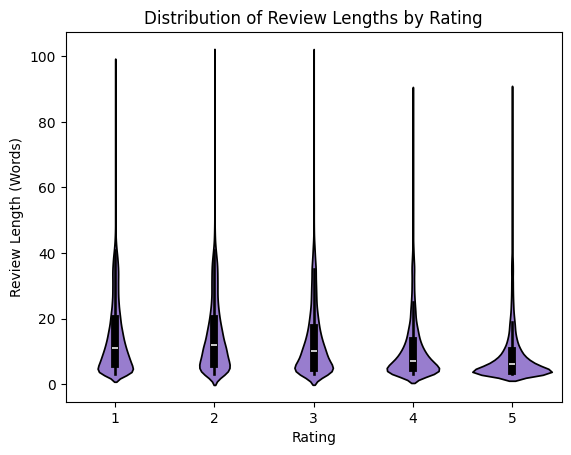 Distribution of Review Lengths by Rating
Review Length (Words)
100
80
60
40
20
0
1 2 3 4 5
Rating